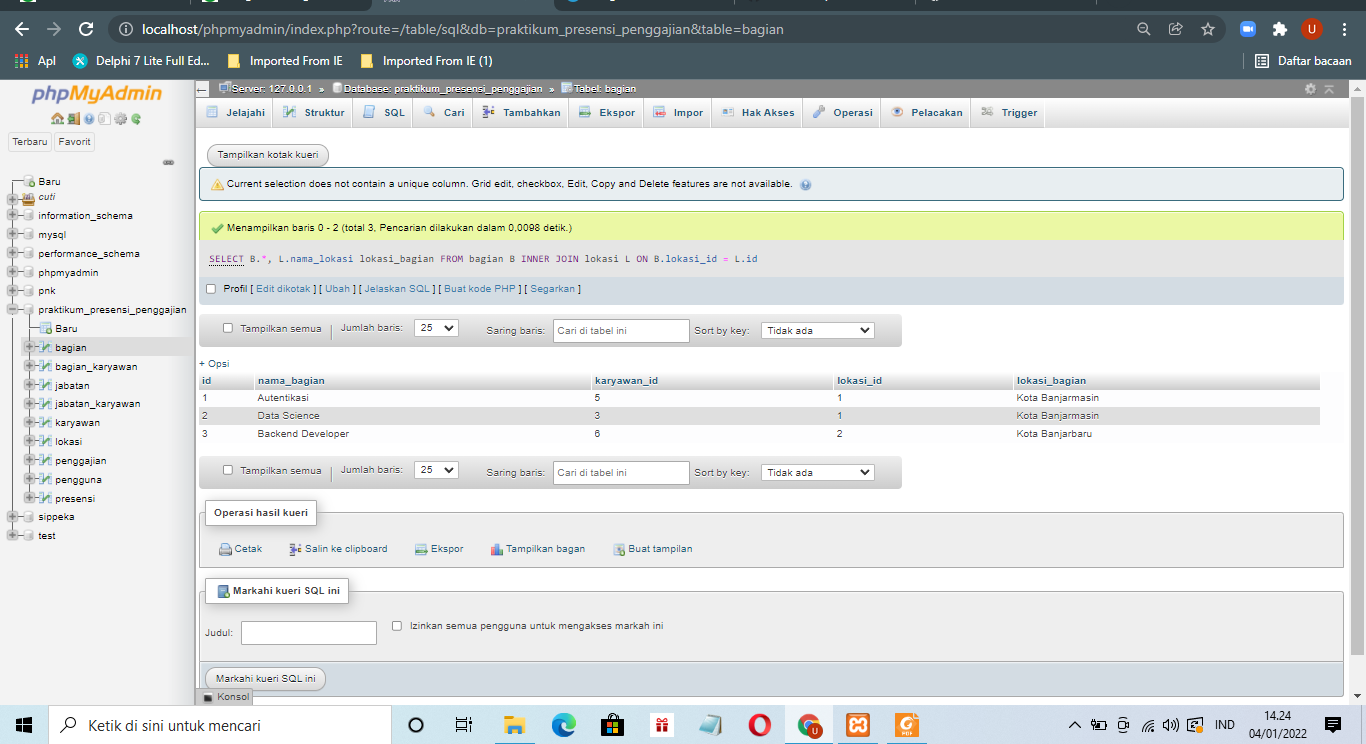 localhost/phpmyadmin/index.php?route=/table/sql&db=praktikum_presensi_penggajian&table=bagian
U
Apl
Delphi 7 Lite Full Ed...
Imported From IE
Imported From IE (1)
Daftar bacaan
phpMyAdmin
Terbaru
Favorit
Baru
cuti
information_schema
mysql
performance_schema
phpmyadmin
pnk
praktikum_presensi_penggajian
Baru
bagian
bagian_karyawan
jabatan
jabatan_karyawan
karyawan
lokasi
penggajian
pengguna
presensi
sippeka
test
Server: 127.0.0.1 » Database: praktikum_presensi_penggajian » Tabel: bagian
Jelajahi Struktur SQL Cari Tambahkan Ekspor Impor Hak Akses Operasi Pelacakan Trigger
Tampilkan kotak kueri
Current selection does not contain a unique column. Grid edit, checkbox, Edit, Copy and Delete features are not available.
Menampilkan baris 0 - 2 (total 3, Pencarian dilakukan dalam 0,0098 detik.)
SELECT B.*, L.nama_lokasi lokasi_bagian FROM bagian B INNER JOIN lokasi L ON B.lokasi_id = L.id
Profil [ Edit dikotak ] [ Ubah ] [ Jelaskan SQL ] [ Buat kode PHP ] [ Segarkan ]
Tampilkan semua | Jumlah baris: 25 Saring baris: Cari di tabel ini Sort by key: Tidak ada
+ Opsi
id nama_bagian karyawan_id lokasi_id lokasi_bagian
1 Autentikasi 5 1 Kota Banjarmasin
2 Data Science 3 1 Kota Banjarmasin
3 Backend Developer 6 2 Kota Banjarbaru
Tampilkan semua | Jumlah baris: 25 Saring baris: Cari di tabel ini Sort by key: Tidak ada
Operasi hasil kueri
Cetak Salin ke clipboard Ekspor Tampilkan bagan Buat tampilan
Markahi kueri SQL ini
Judul: Izinkan semua pengguna untuk mengakses markah ini
Markahi kueri SQL ini
Konsol
Ketik di sini untuk mencari
IND
14.24
04/01/2022